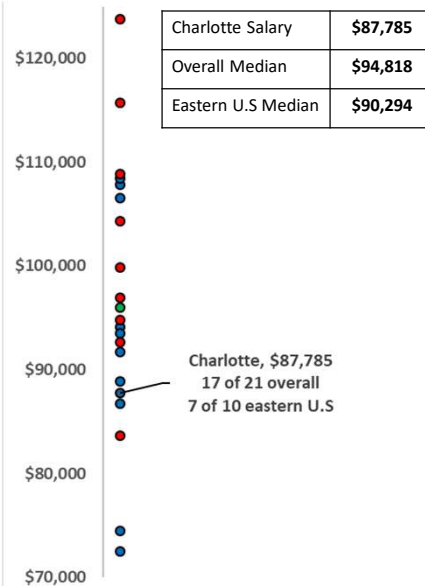 Charlotte Salary $87,785
Overall Median $94,818
Eastern U.S Median $90,294
$120,000
$110,000
$100,000
$90,000
Charlotte, $87,785
17 of 21 overall
7 of 10 eastern U.S
$80,000
$70,000